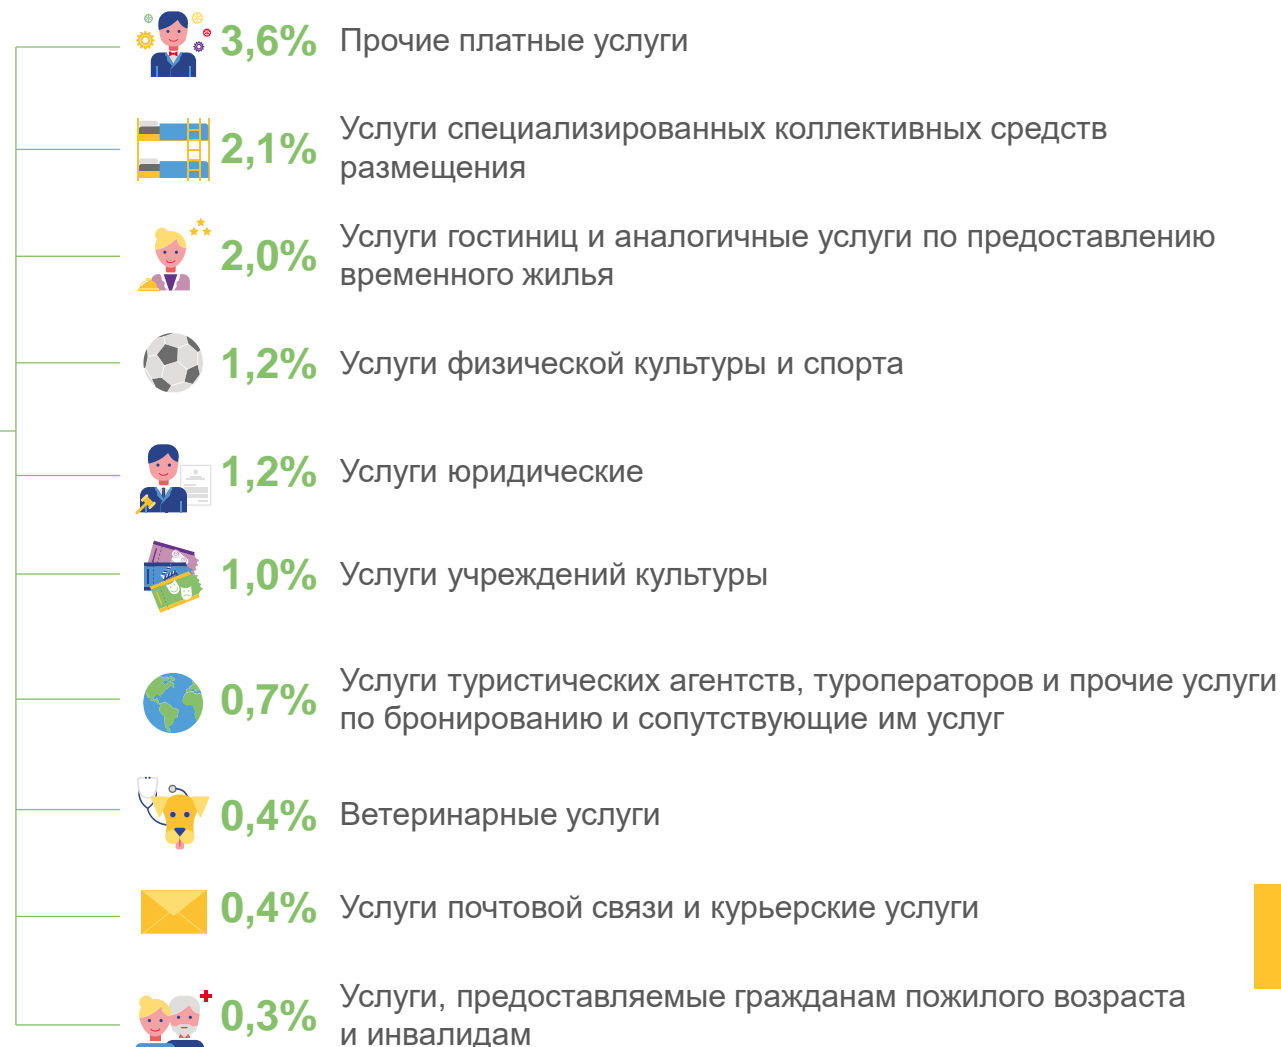 3,6% Прочие платные услуги
2,1% Услуги специализированных коллективных средств
размещения
2,0% Услуги гостиниц и аналогичные услуги по предоставлению
временного жилья
1,2% Услуги физической культуры и спорта
1,2% Услуги юридические
1,0% Услуги учреждений культуры
0,7% Услуги туристических агентств, туроператоров и прочие услуги
по бронированию и сопутствующие им услуг
0,4% Ветеринарные услуги
0,4% Услуги почтовой связи и курьерские услуги
0,3% Услуги, предоставляемые гражданам пожилого возраста
и инвалидам